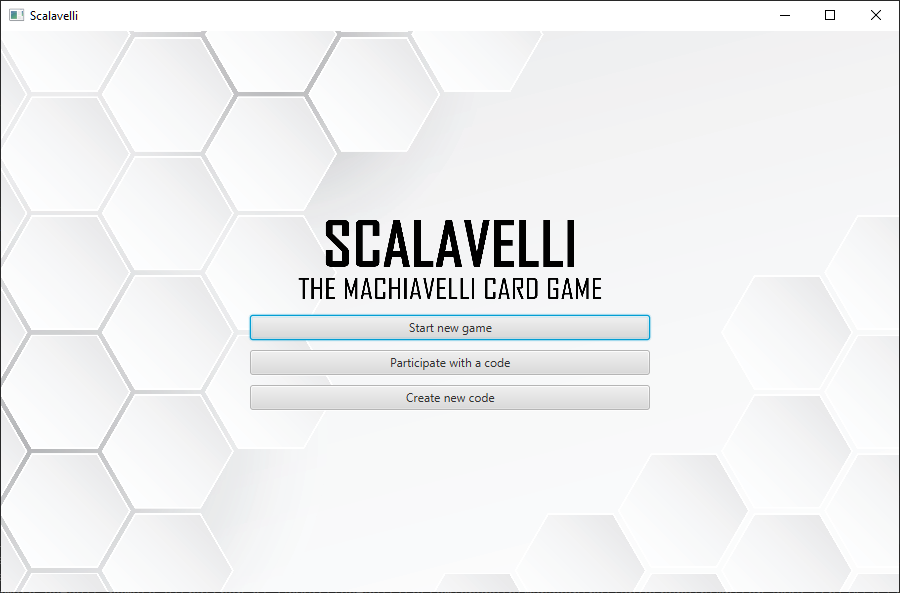 Scalavelli
SCALAVELLI
THE MACHIAVELLI CARD GAME
Start new game
Participate with a code
Create new code